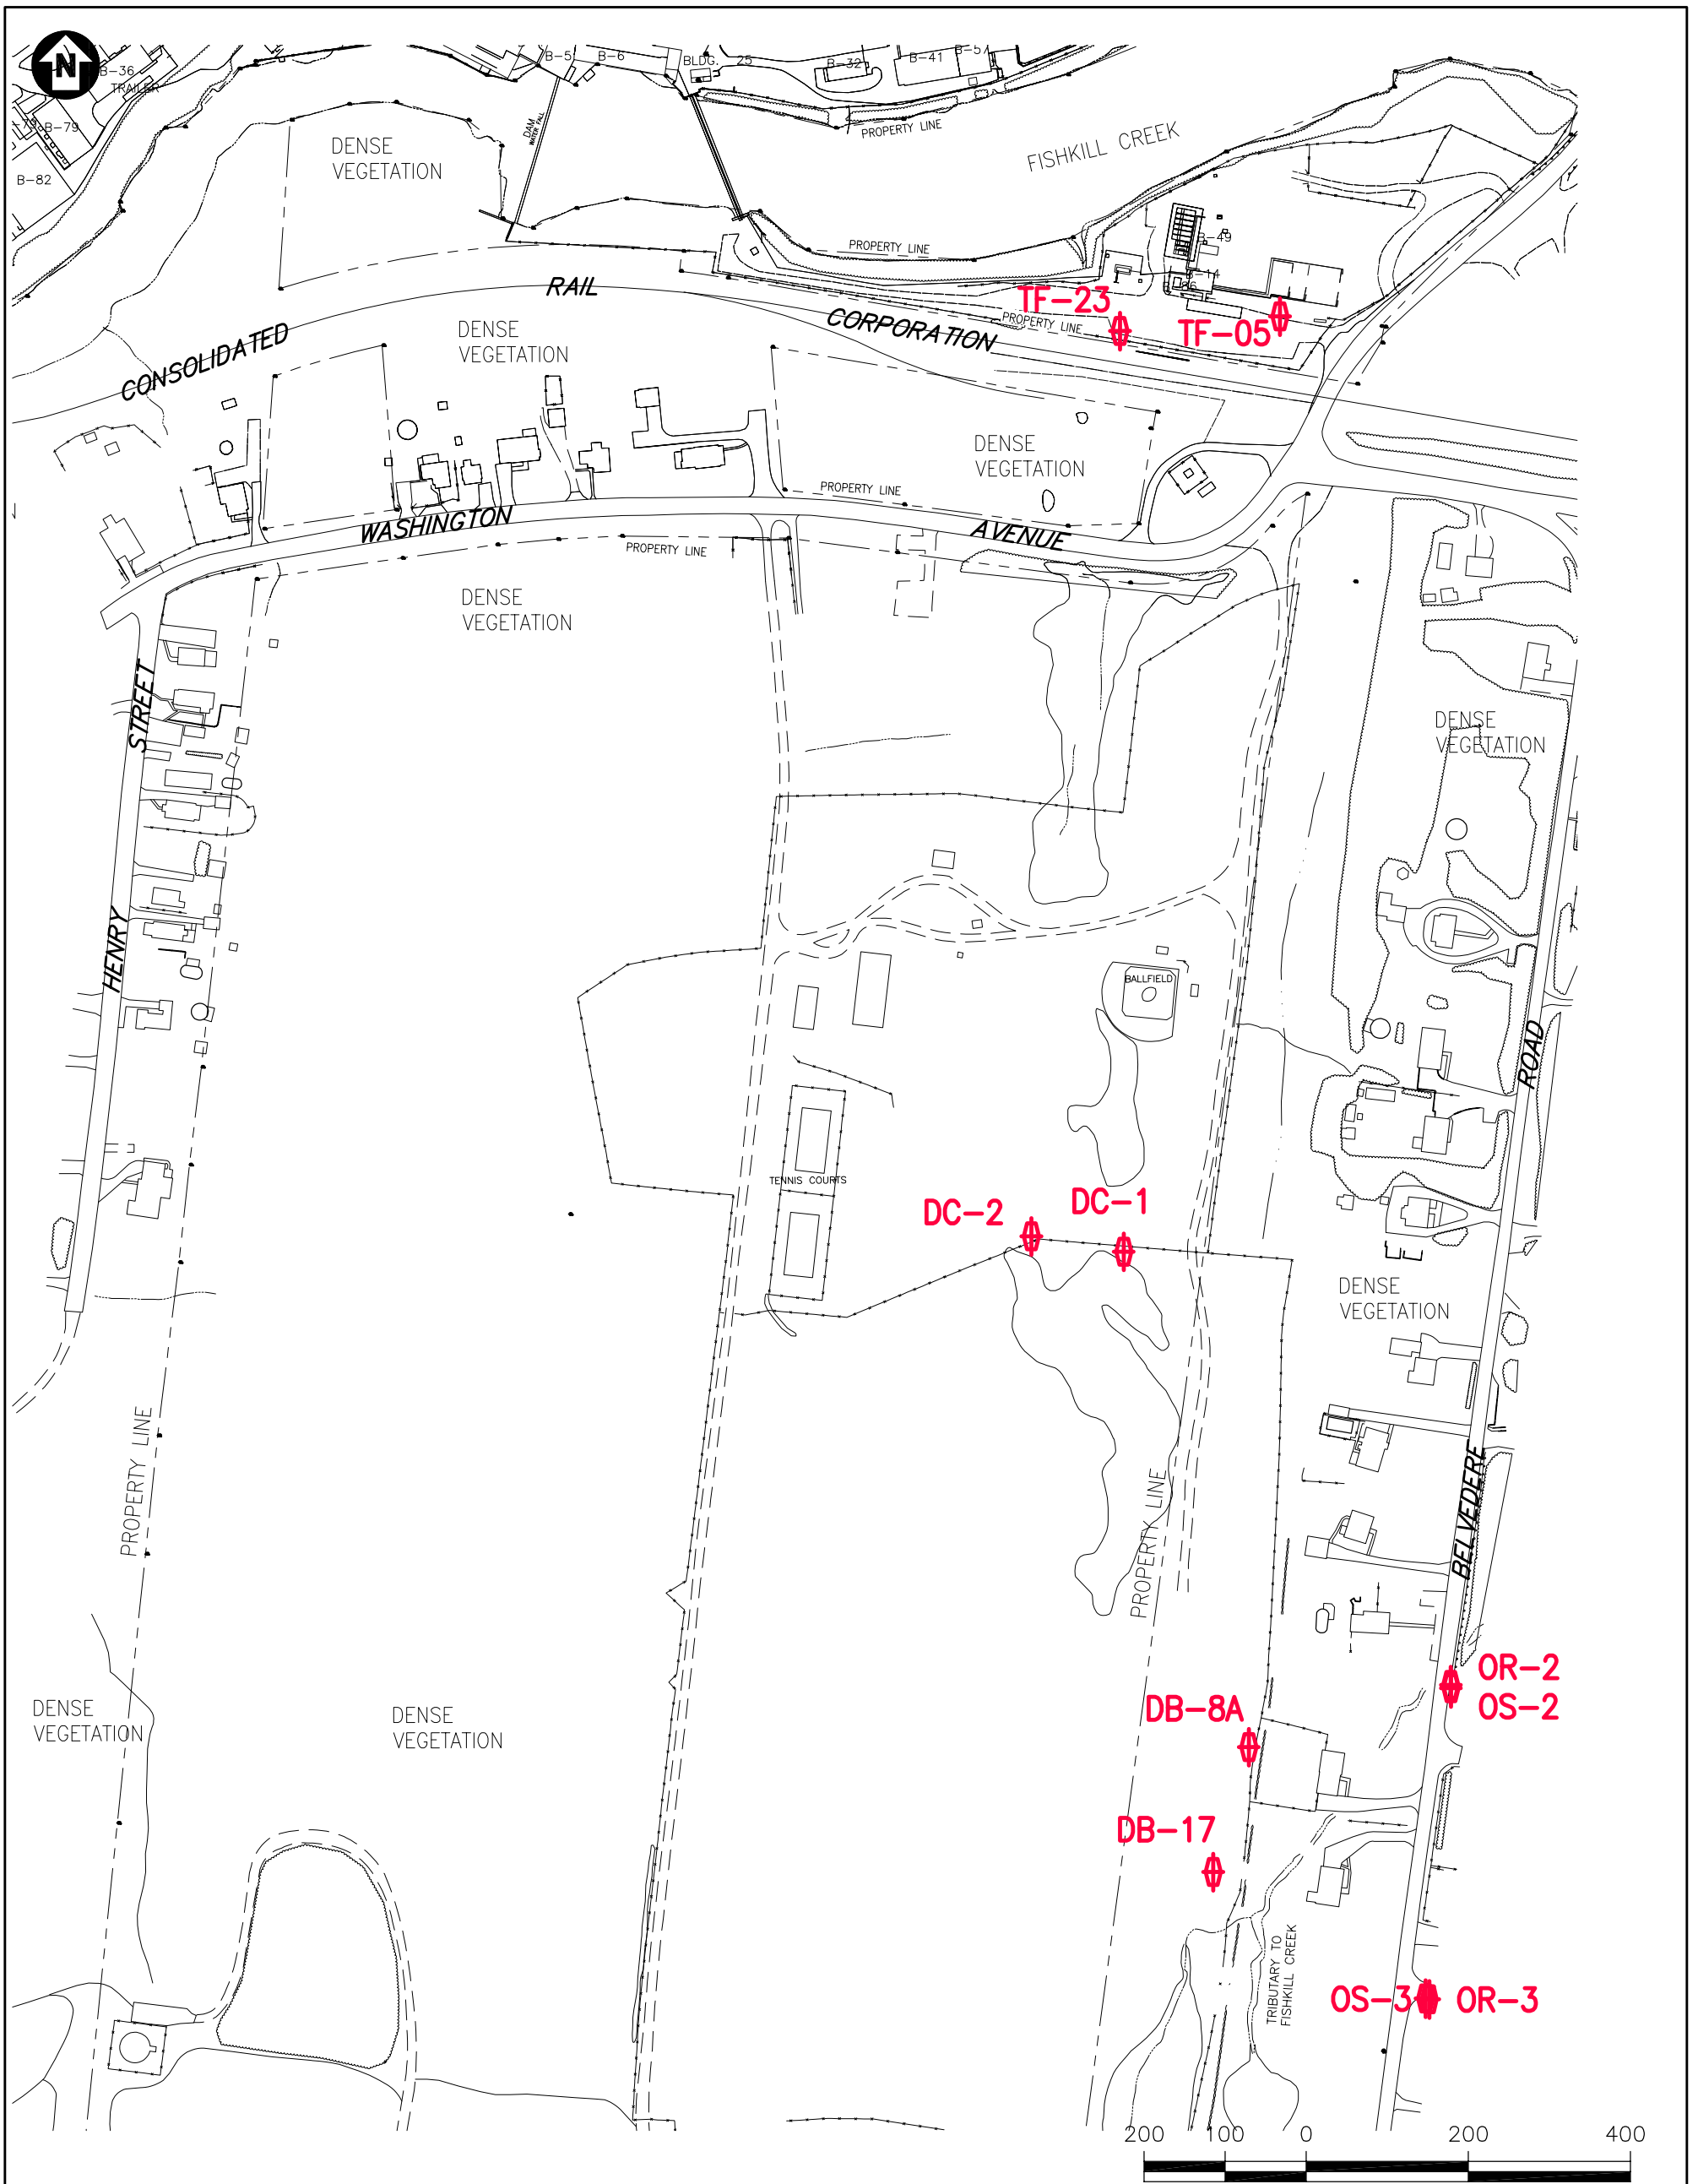 N
B-36
TRAILER
B-79
B-79
B-82
B-5
B-6
BLDG. 25
B-32
B-41
B-57
DENSE
VEGETATION
DAM
WATER FALL
PROPERTY LINE
FISHKILL CREEK
PROPERTY LINE
B-49
RAIL
TF-23
PROPERTY LINE
TF-05
CORPORATION
CONSOLIDATED
DENSE
VEGETATION
DENSE
VEGETATION
PROPERTY LINE
WASHINGTON
AVENUE
PROPERTY LINE
DENSE
VEGETATION
STREET
DENSE
VEGETATION
HENRY
BALLFIELD
ROAD
TENNIS COURTS
DC-2
DC-1
DENSE
VEGETATION
PROPERTY LINE
PROPERTY LINE
BELVEDERE
OR-2
OS-2
DENSE
VEGETATION
DENSE
VEGETATION
DB-8A
DB-17
TRIBUTARY TO
FISHKILL CREEK
OS-3
OR-3
200 100 0 200 400